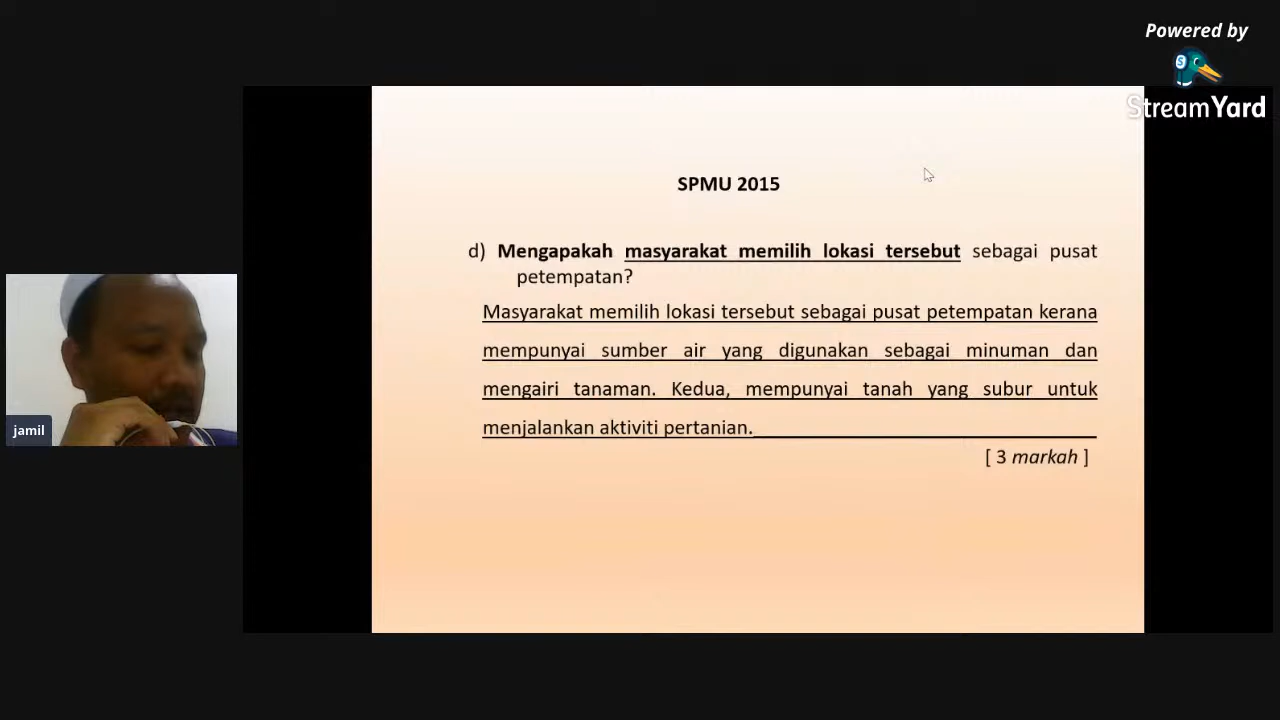 Powered by
StreamYard
SPMU 2015
d) Mengapakah masyarakat memilih lokasi tersebut sebagai pusat
petempatan?
Masyarakat memilih lokasi tersebut sebagai pusat petempatan kerana
mempunyai sumber air yang digunakan sebagai minuman dan
mengairi tanaman. Kedua, mempunyai tanah yang subur untuk
menjalankan aktiviti pertanian.
[ 3 markah ]
jamil